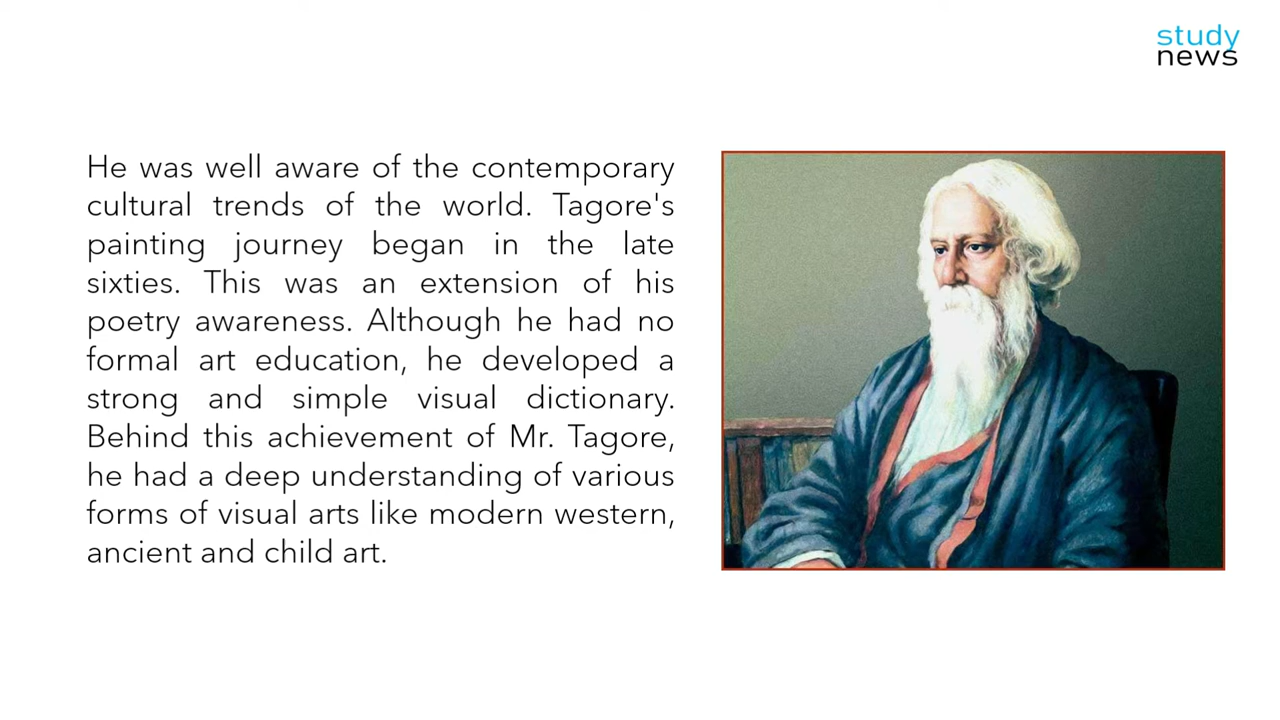 study
news
He was well aware of the contemporary
cultural trends of the world. Tagore's
painting journey began in the late
sixties. This was an extension of his
poetry awareness. Although he had no
formal art education, he developed a
strong and simple visual dictionary.
Behind this achievement of Mr. Tagore,
he had a deep understanding of various
forms of visual arts like modern western,
ancient and child art.